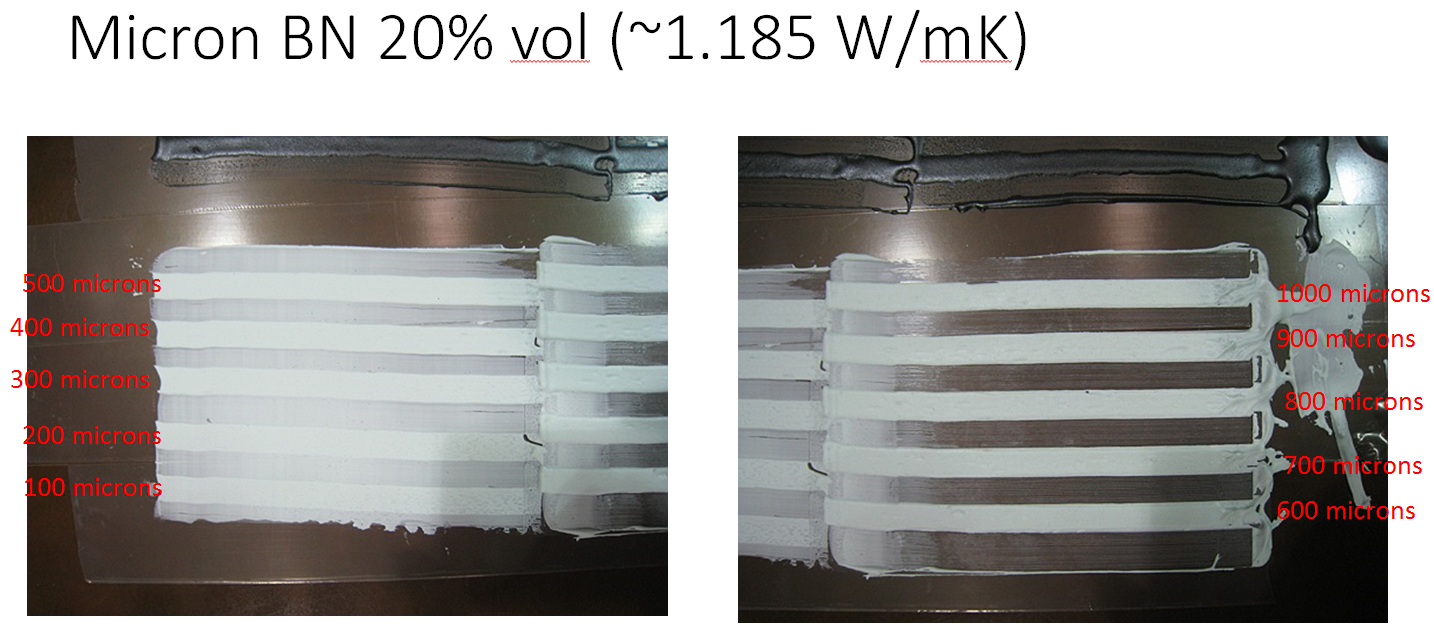 Micron BN 20% vol (~1.185 W/mK)
500 microns
400 microns
300 microns
200 microns
100 microns
1000 microns
900 microns
800 microns
700 microns
600 microns